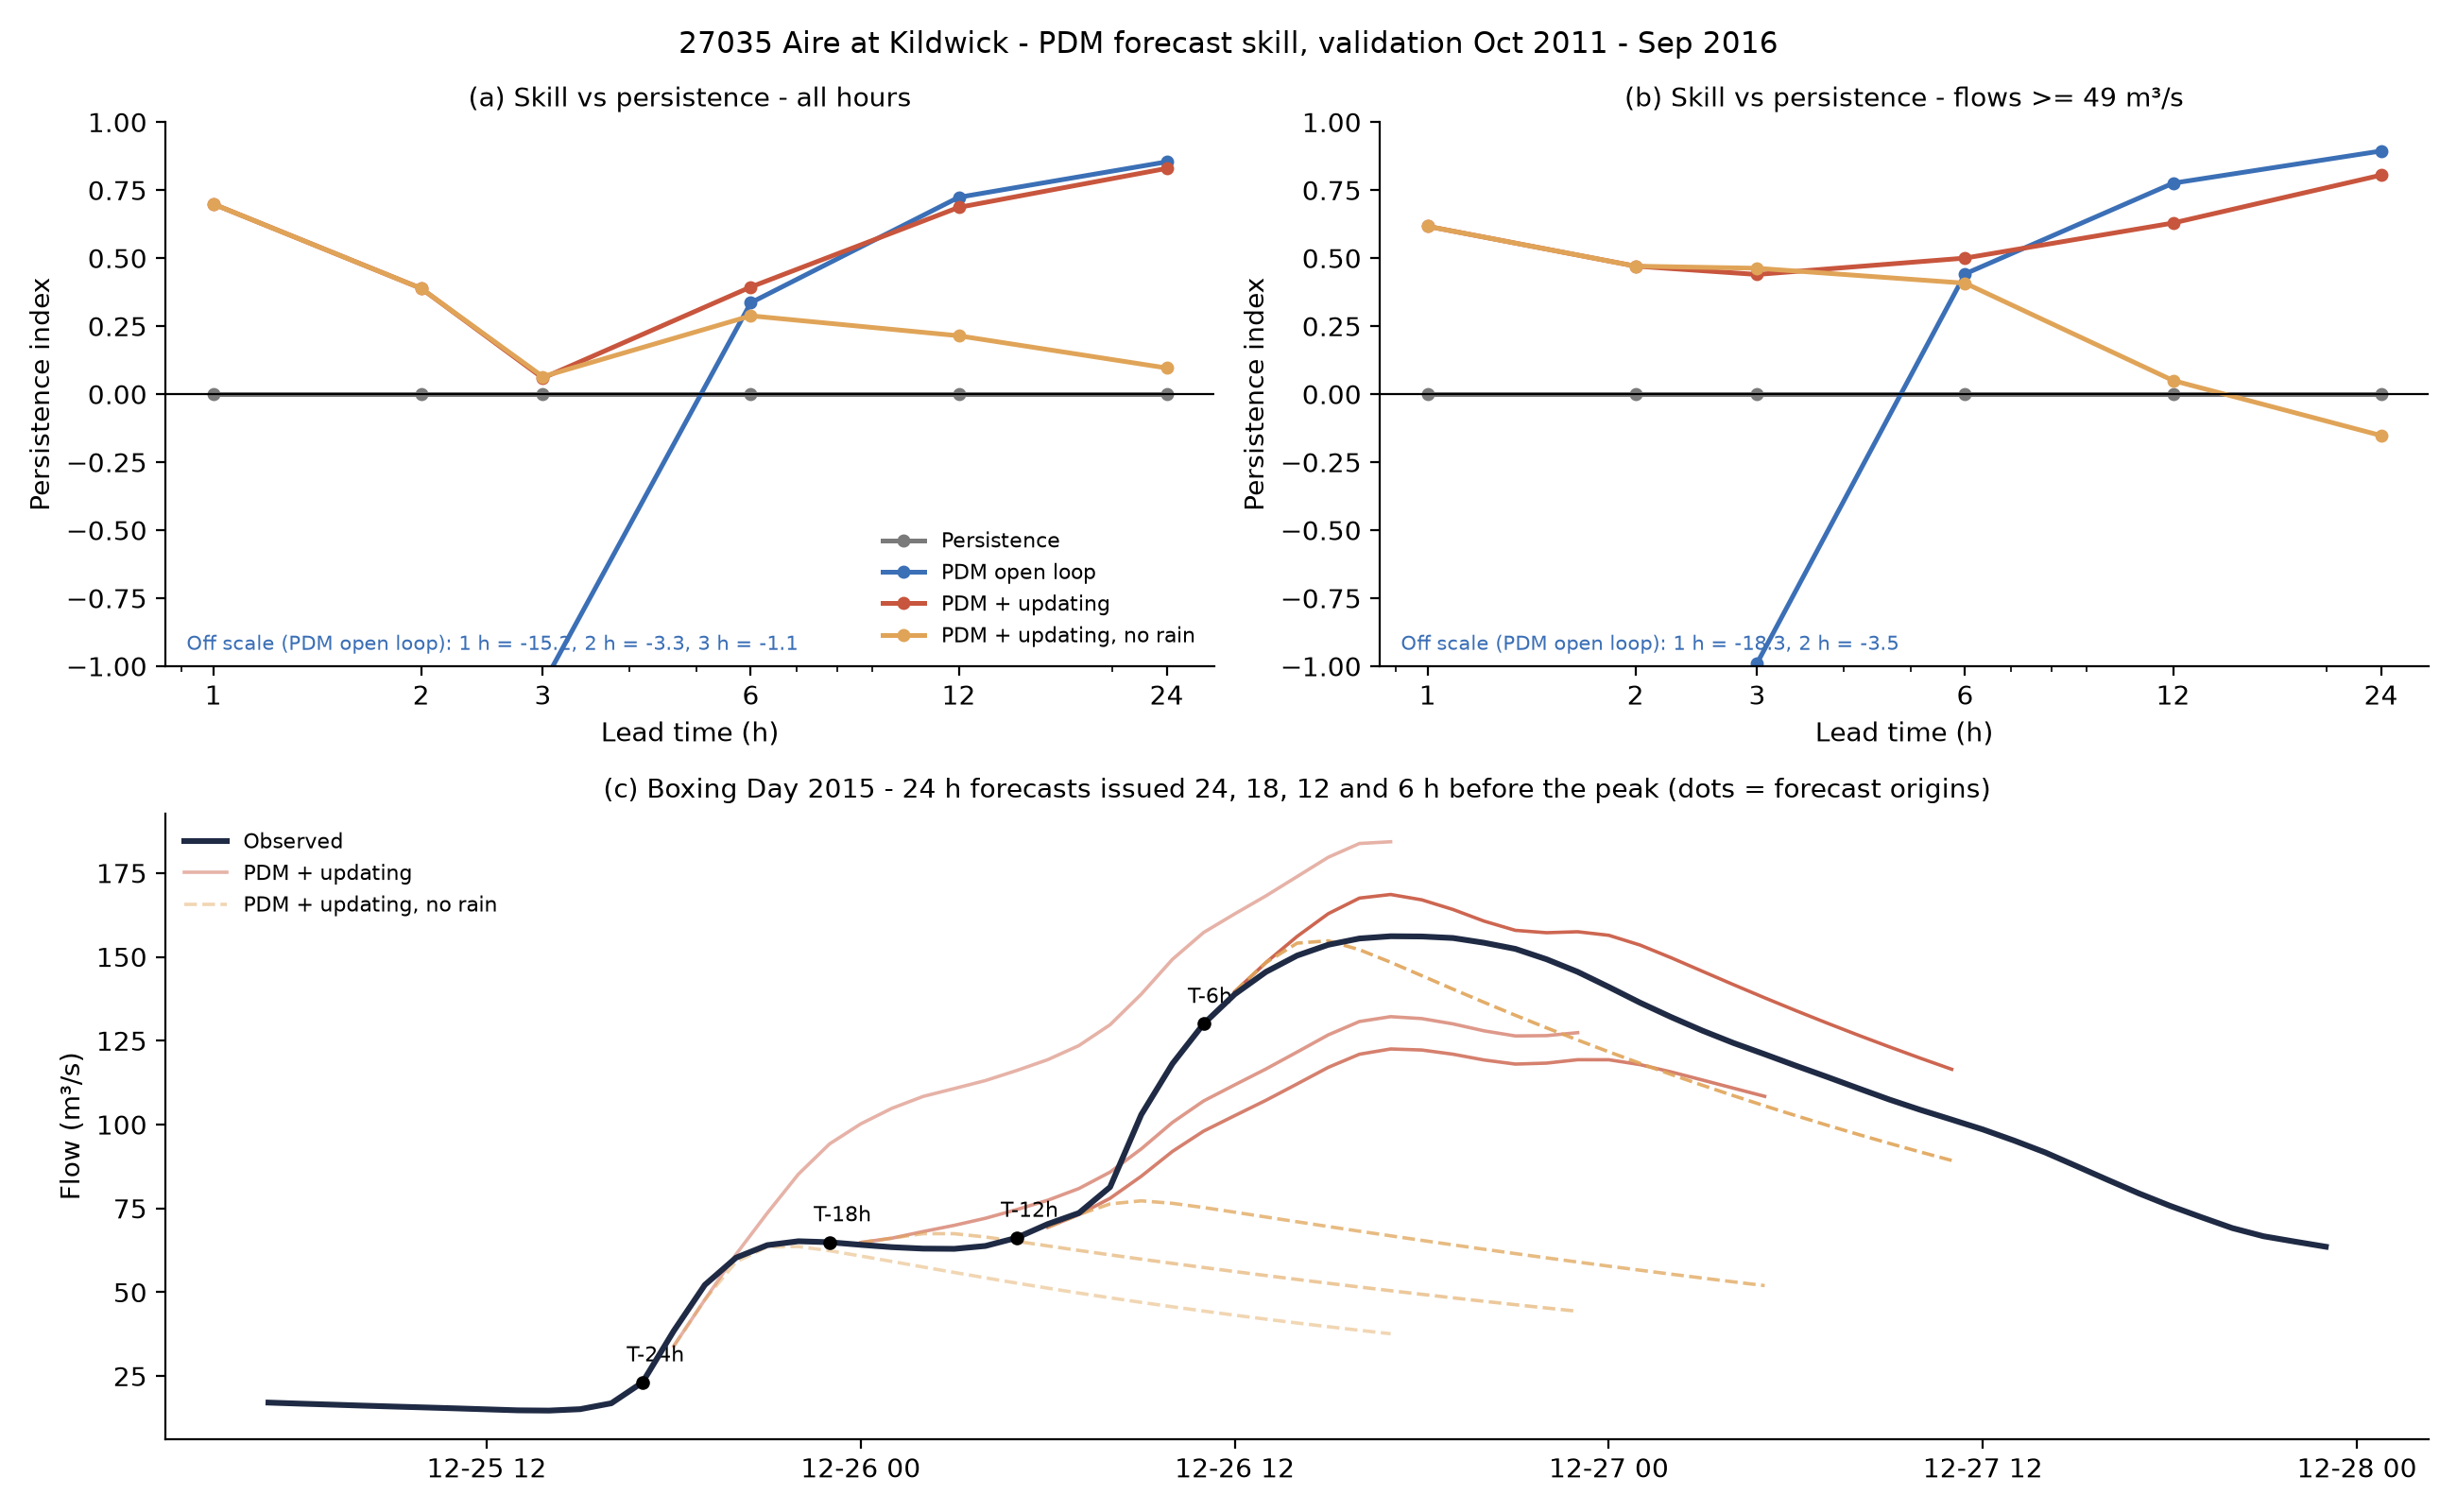 27035 Aire at Kildwick - PDM forecast skill, validation Oct 2011 - Sep 2016
(a) Skill vs persistence - all hours
Persistence index
1.00
0.75
0.50
0.25
0.00
−0.25
−0.50
−0.75
−1.00
Persistence
PDM open loop
PDM + updating
PDM + updating, no rain
Off scale (PDM open loop): 1 h = -15.2, 2 h = -3.3, 3 h = -1.1
1 2 3 6 12 24
Lead time (h)
(b) Skill vs persistence - flows >= 49 m³/s
Persistence index
1.00
0.75
0.50
0.25
0.00
−0.25
−0.50
−0.75
−1.00
Off scale (PDM open loop): 1 h = -18.3, 2 h = -3.5
1 2 3 6 12 24
Lead time (h)
(c) Boxing Day 2015 - 24 h forecasts issued 24, 18, 12 and 6 h before the peak (dots = forecast origins)
Flow (m³/s)
175
150
125
100
75
50
25
Observed
PDM + updating
PDM + updating, no rain
T-24h
T-18h
T-12h
T-6h
12-25 12 12-26 00 12-26 12 12-27 00 12-27 12 12-28 00